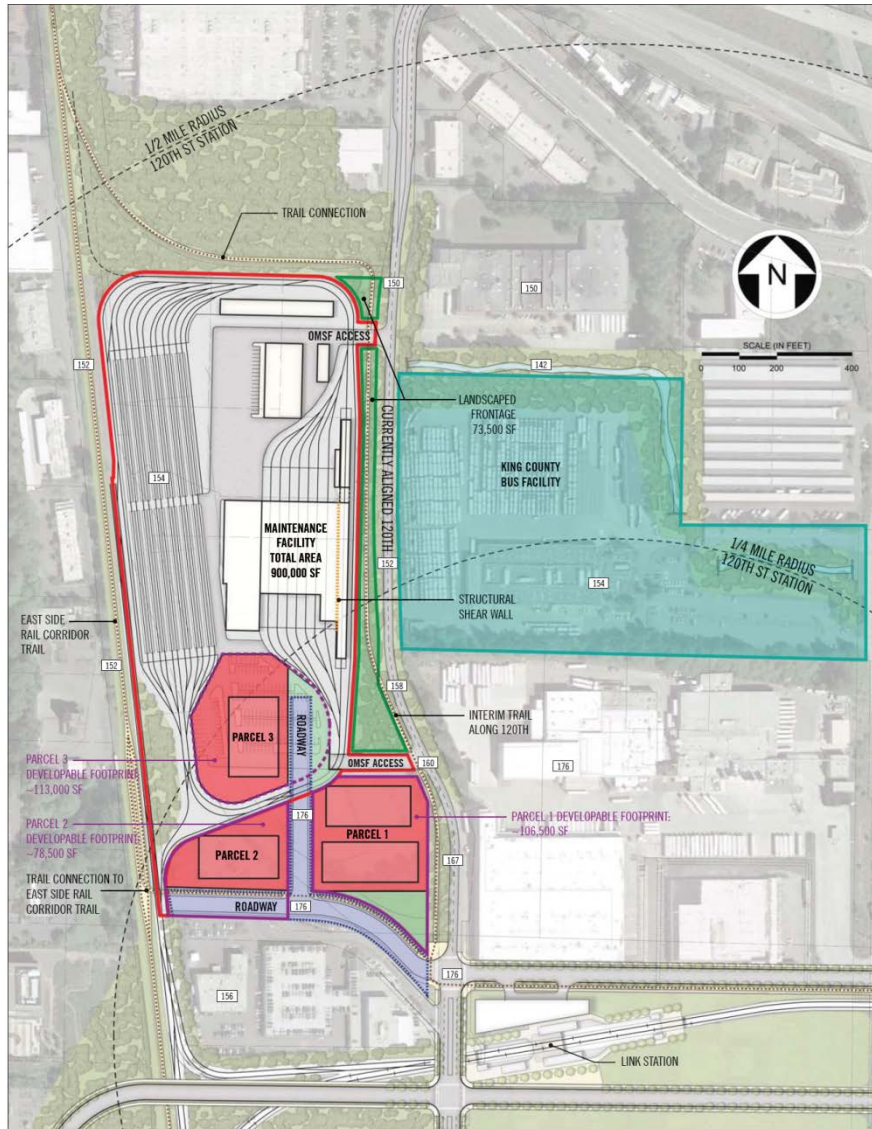 1/2 MILE RADIUS
120TH ST STATION
TRAIL CONNECTION
N
SCALE (IN FEET)
0 100 200 400
150
150
OMSF ACCESS
152
142
LANDSCAPED
FRONTAGE
73,500 SF
CURRENTLY ALIGNED 120TH
KING COUNTY
BUS FACILITY
154
MAINTENANCE
FACILITY
TOTAL AREA
900,000 SF
1/4 MILE RADIUS
120TH ST STATION
152
154
STRUCTURAL
SHEAR WALL
EAST SIDE
RAIL CORRIDOR
TRAIL
152
158
INTERIM TRAIL
ALONG 120TH
ROADWAY
PARCEL 3
OMSF ACCESS
160
176
PARCEL 3
DEVELOPABLE FOOTPRINT:
~113,000 SF
176
PARCEL 1
PARCEL 1 DEVELOPABLE FOOTPRINT:
~106,500 SF
PARCEL 2
DEVELOPABLE FOOTPRINT:
~78,500 SF
PARCEL 2
167
TRAIL CONNECTION TO
EAST SIDE RAIL
CORRIDOR TRAIL
ROADWAY
176
176
156
LINK STATION